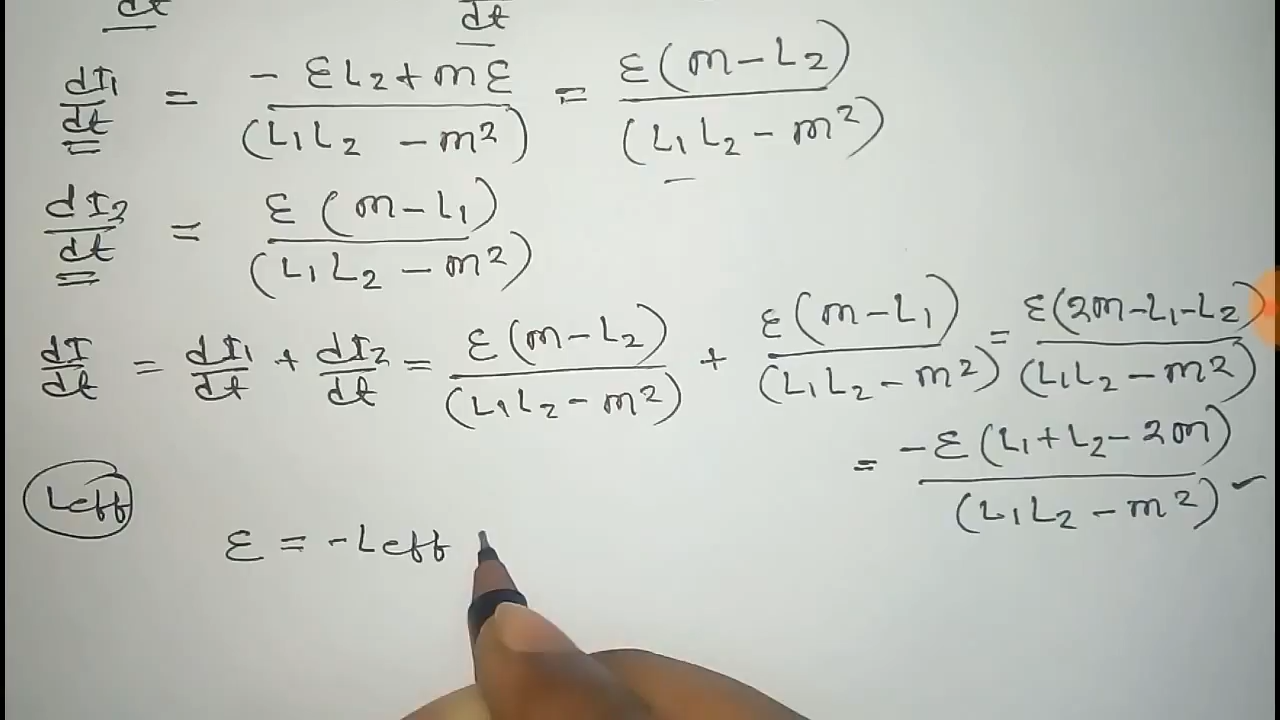 dt dt
dI₁/dt = - εL₂+mε/(L₁L₂ - m²) = ε(m-L₂)/(L₁L₂ - m²)
dI₂/dt = ε(m-L₁)/(L₁L₂ - m²)
dI/dt = dI₁/dt + dI₂/dt = ε(m-L₂)/(L₁L₂ - m²) + ε(m-L₁)/(L₁L₂ - m²) = ε(2m-L₁-L₂)/(L₁L₂ - m²)
= -ε(L₁+L₂-2m)/(L₁L₂ - m²)
Leff
ε = -Leff